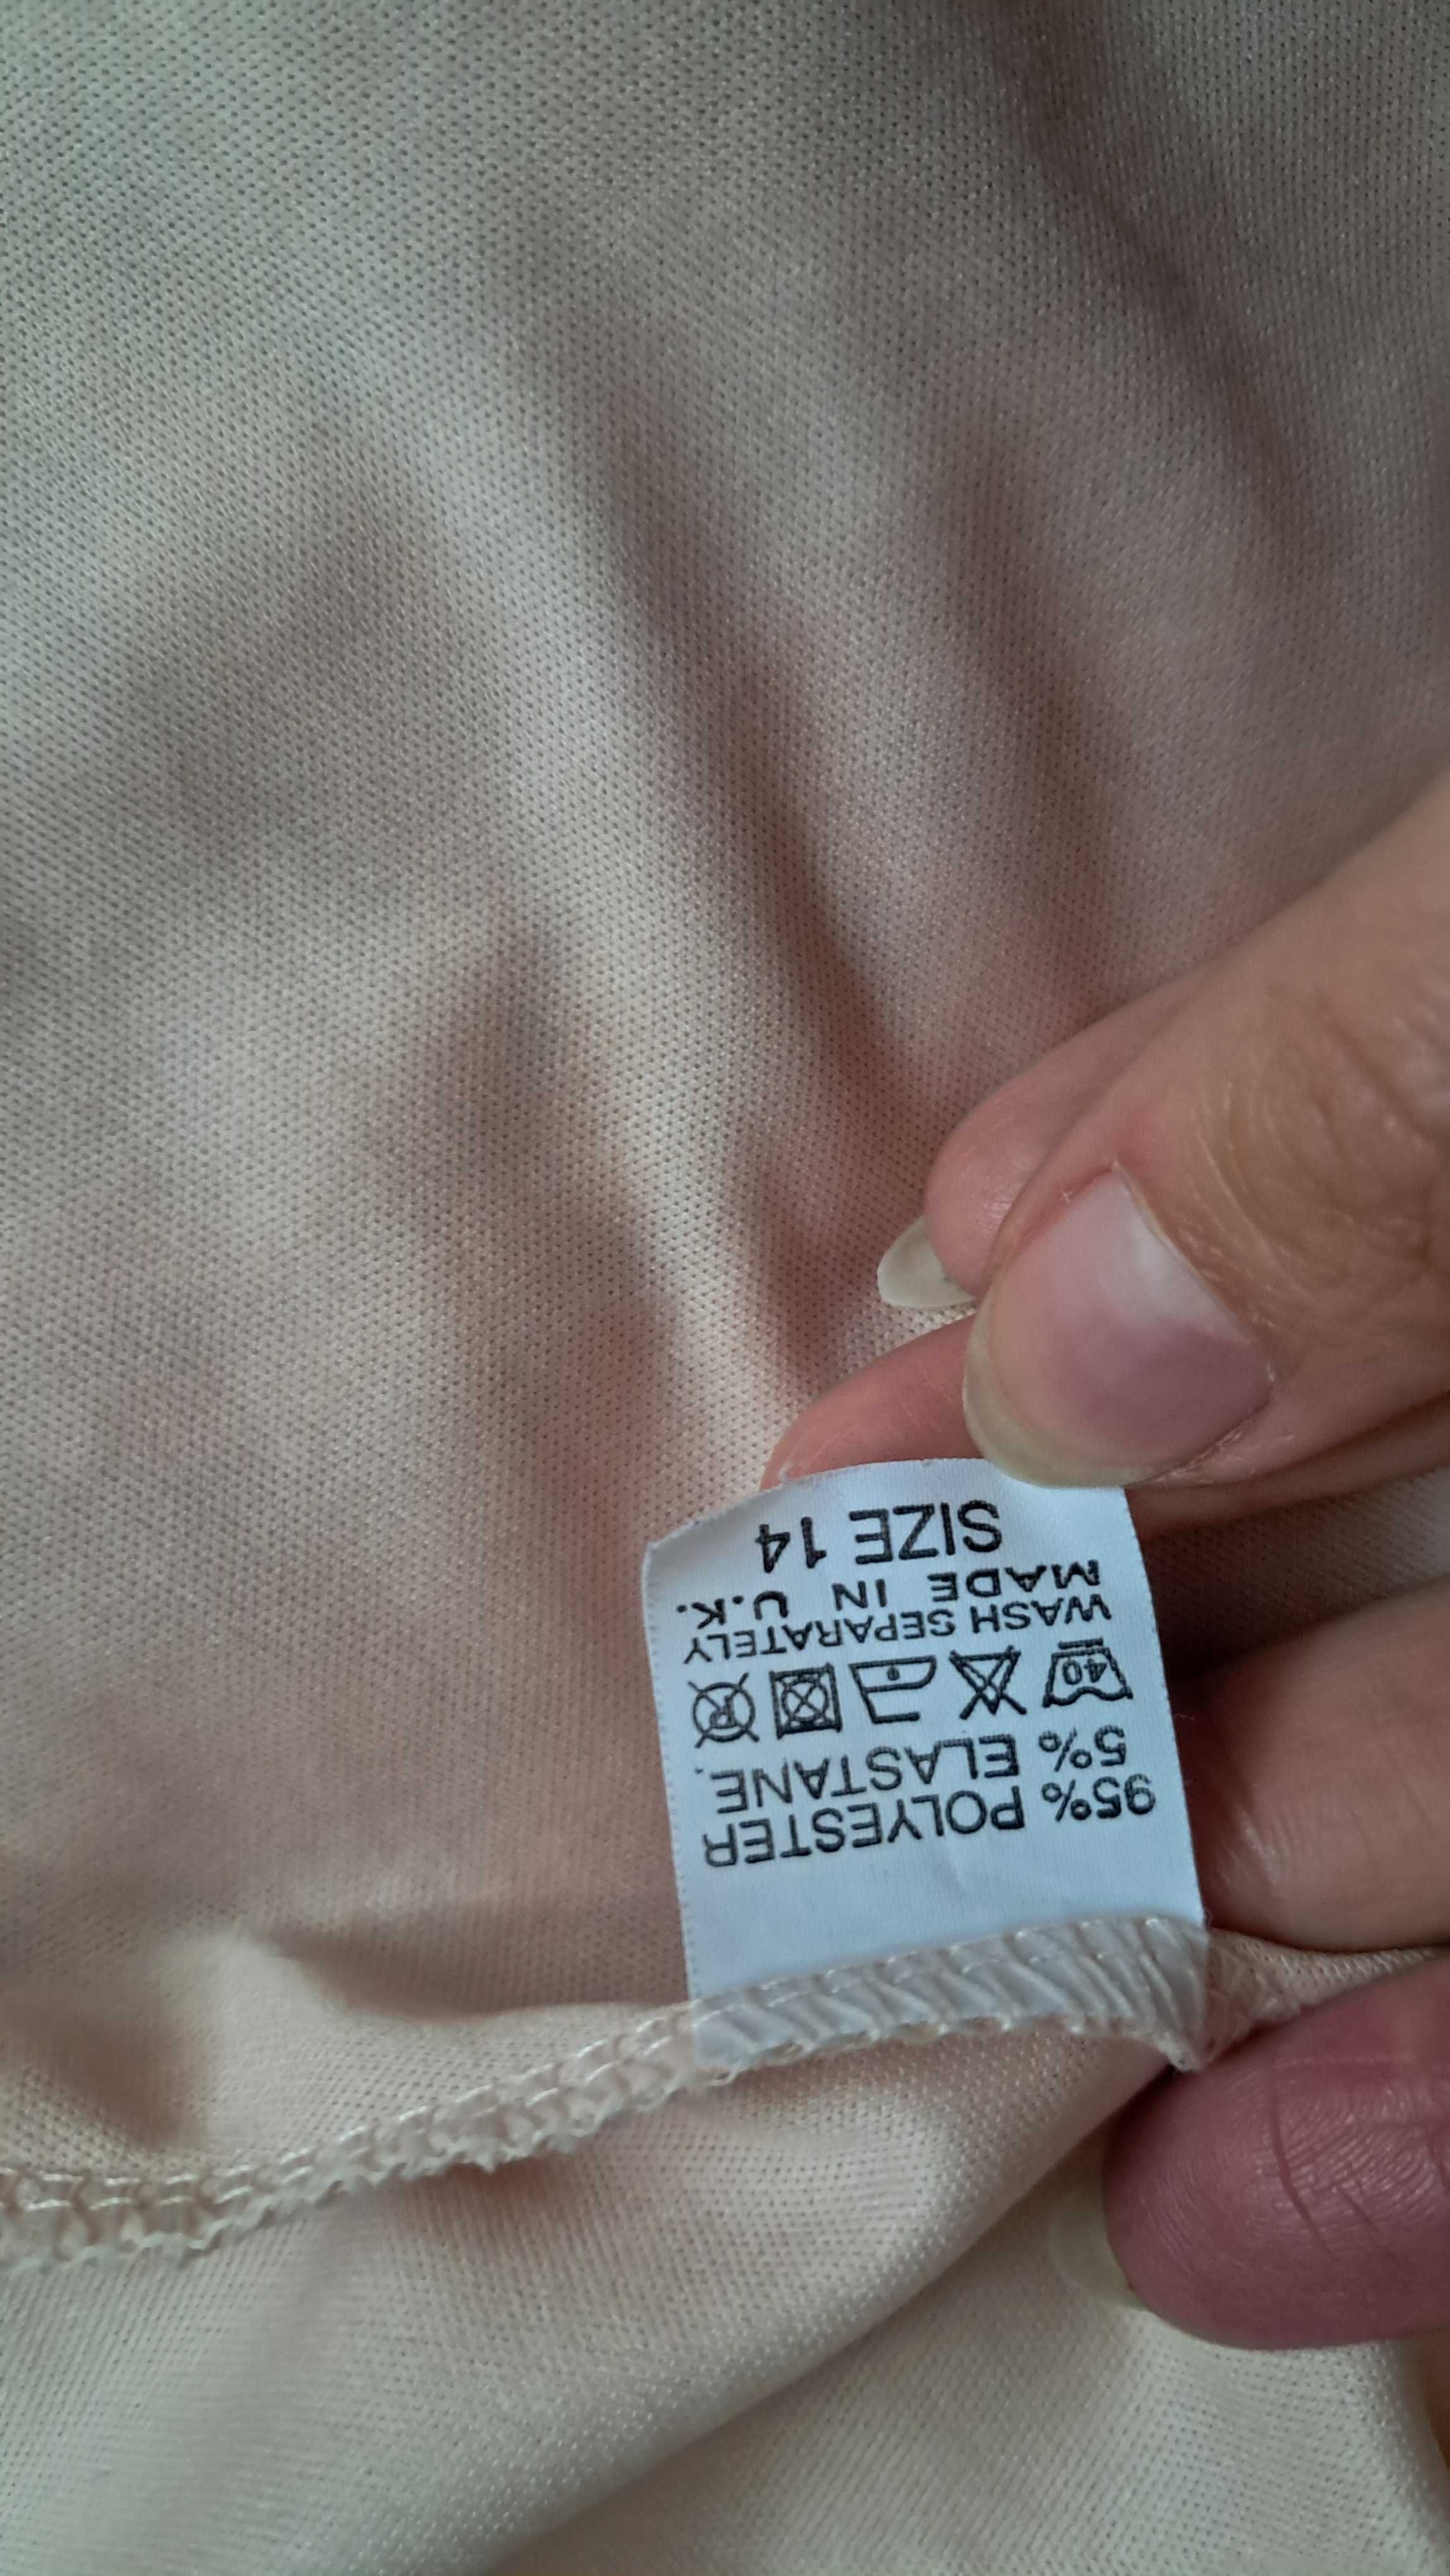 95% POLYESTER
5% ELASTANE.
40 P
WASH SEPARATELY
MADE IN U.K.
SIZE 14